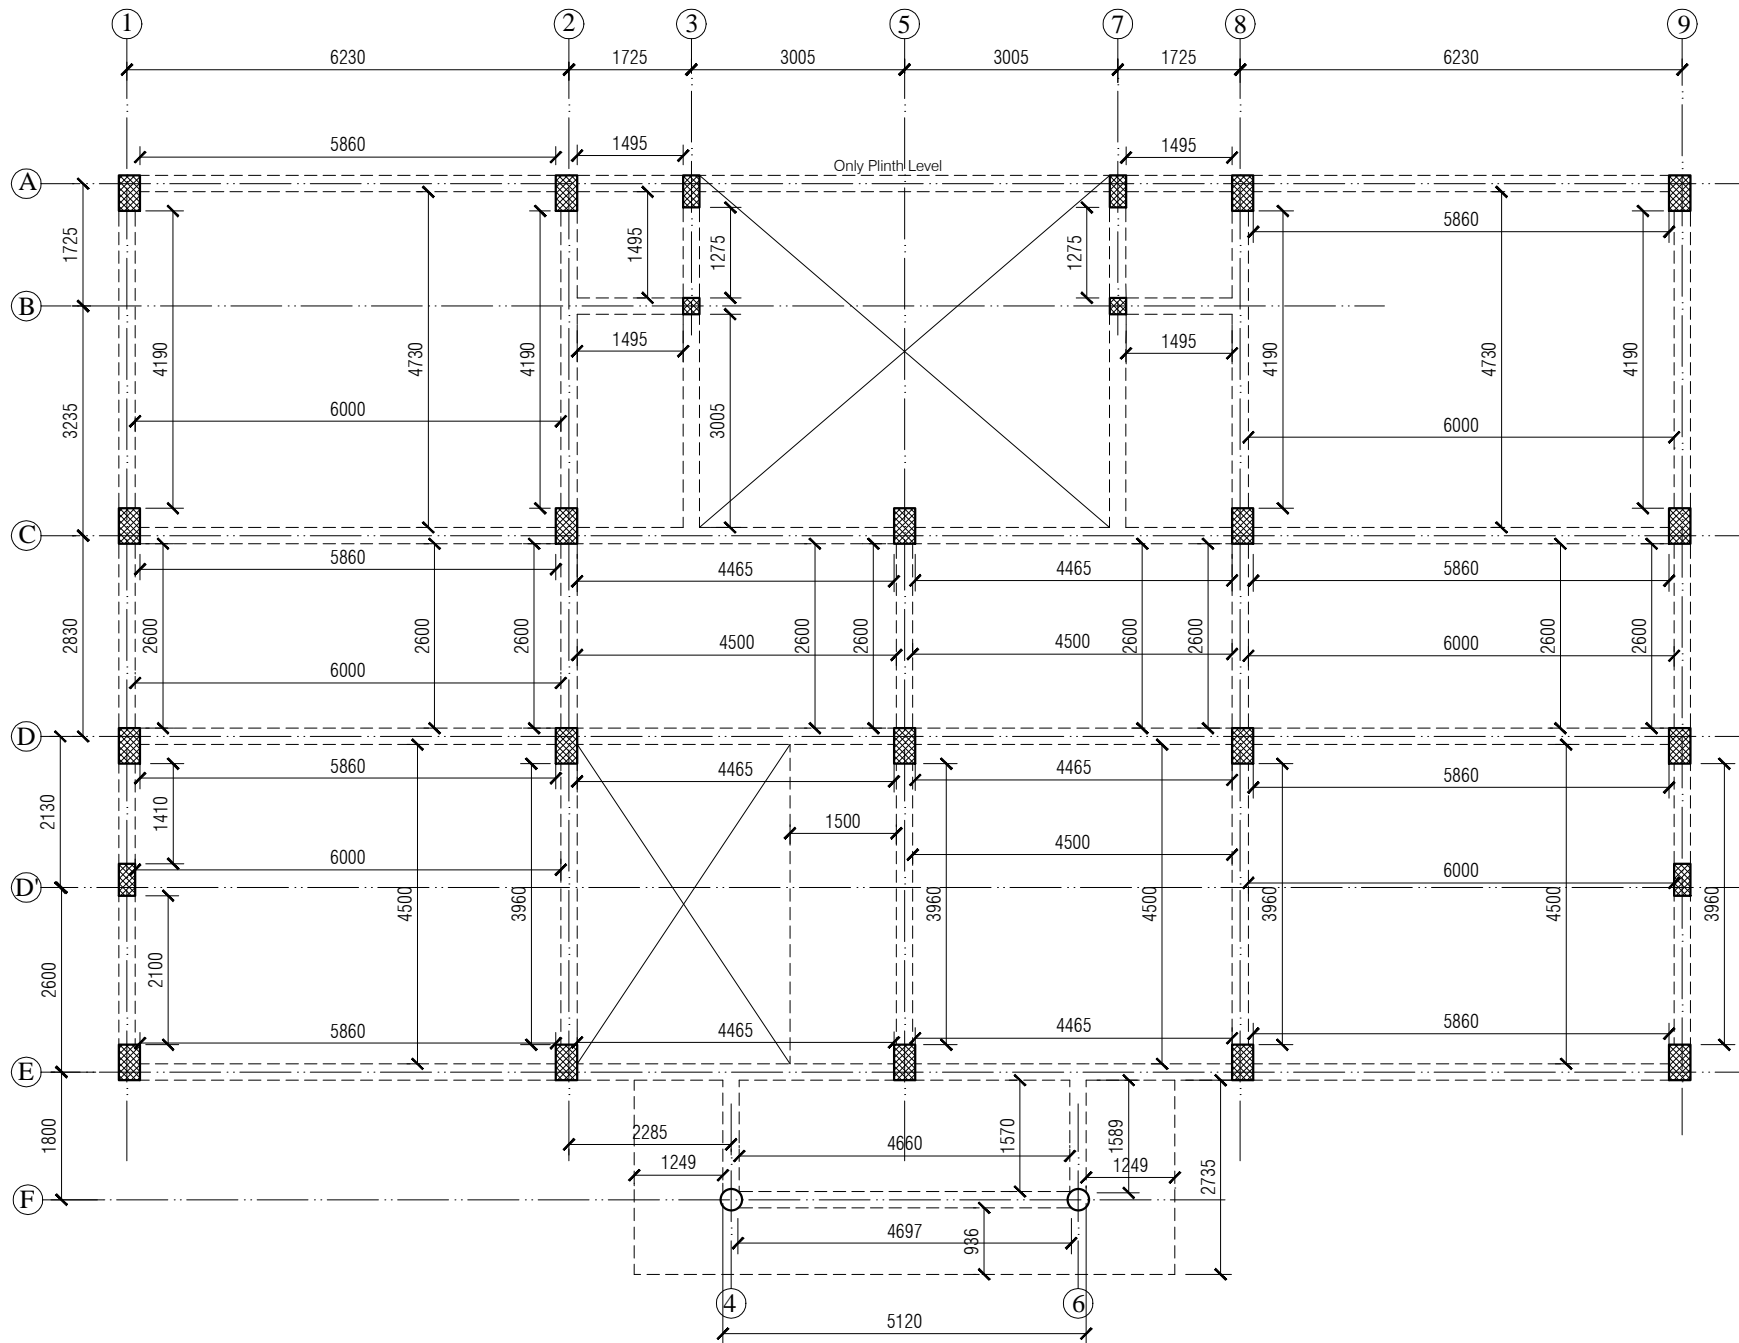 1 2 3 5 7 8 9
6230 1725 3005 3005 1725 6230
5860 1495 1495
Only Plinth Level
A
1725 4190 4730 4190 1495 1275 1275 4190 5860 4730 4190
B
1495 1495
3235 6000 3005 6000
C
5860 4465 4465 5860
2830 2600 2600 2600 2600 2600 2600 2600 2600 2600
6000 4500 4500 6000
D
5860 4465 4465 5860
2130 1410 1500
6000 4500 6000
D'
4500 3960 3960 4500 3960 4500 3960
2600 2100
5860 4465 4465 5860
E
1800 2285 4660 1570 1589 2735
1249 1249
F
4697 936
4 6
5120